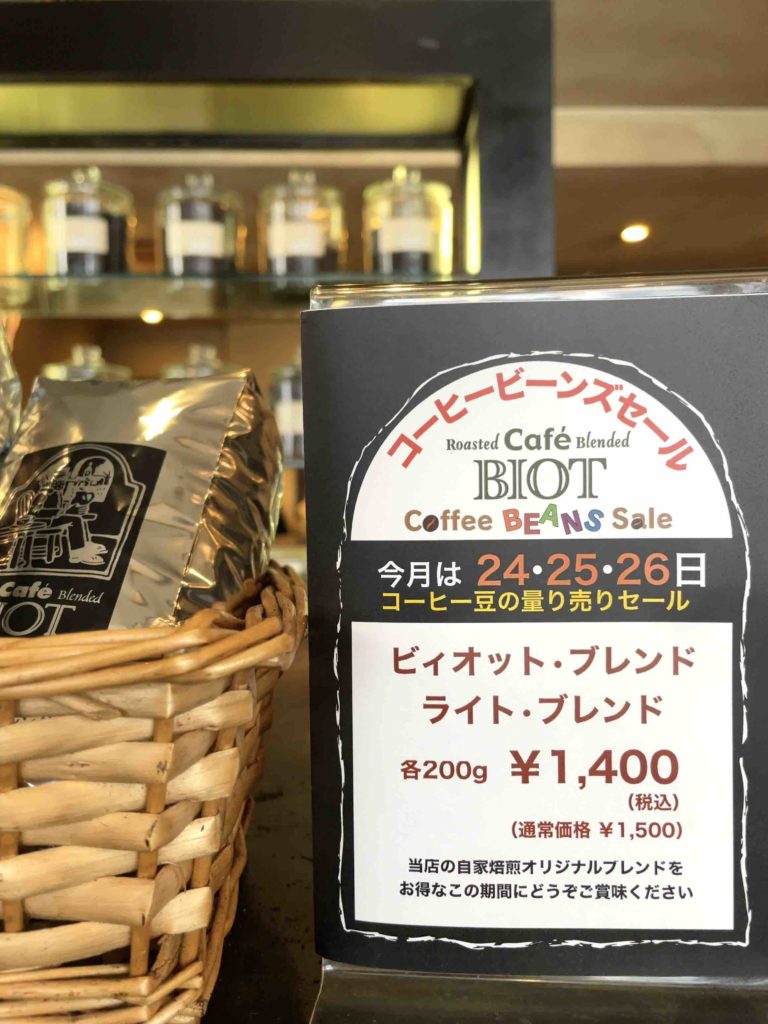 コーヒービーンズセール
Roasted Café Blended
BIOT
Coffee BEANS Sale
今月は 24・25・26日
コーヒー豆の量り売りセール
ビィオット・ブレンド
ライト・ブレンド
各200g ¥1,400
(税込)
(通常価格 ¥1,500)
当店の自家焙煎オリジナルブレンドを
お得なこの期間にどうぞご賞味ください
Café Blended
BIOT